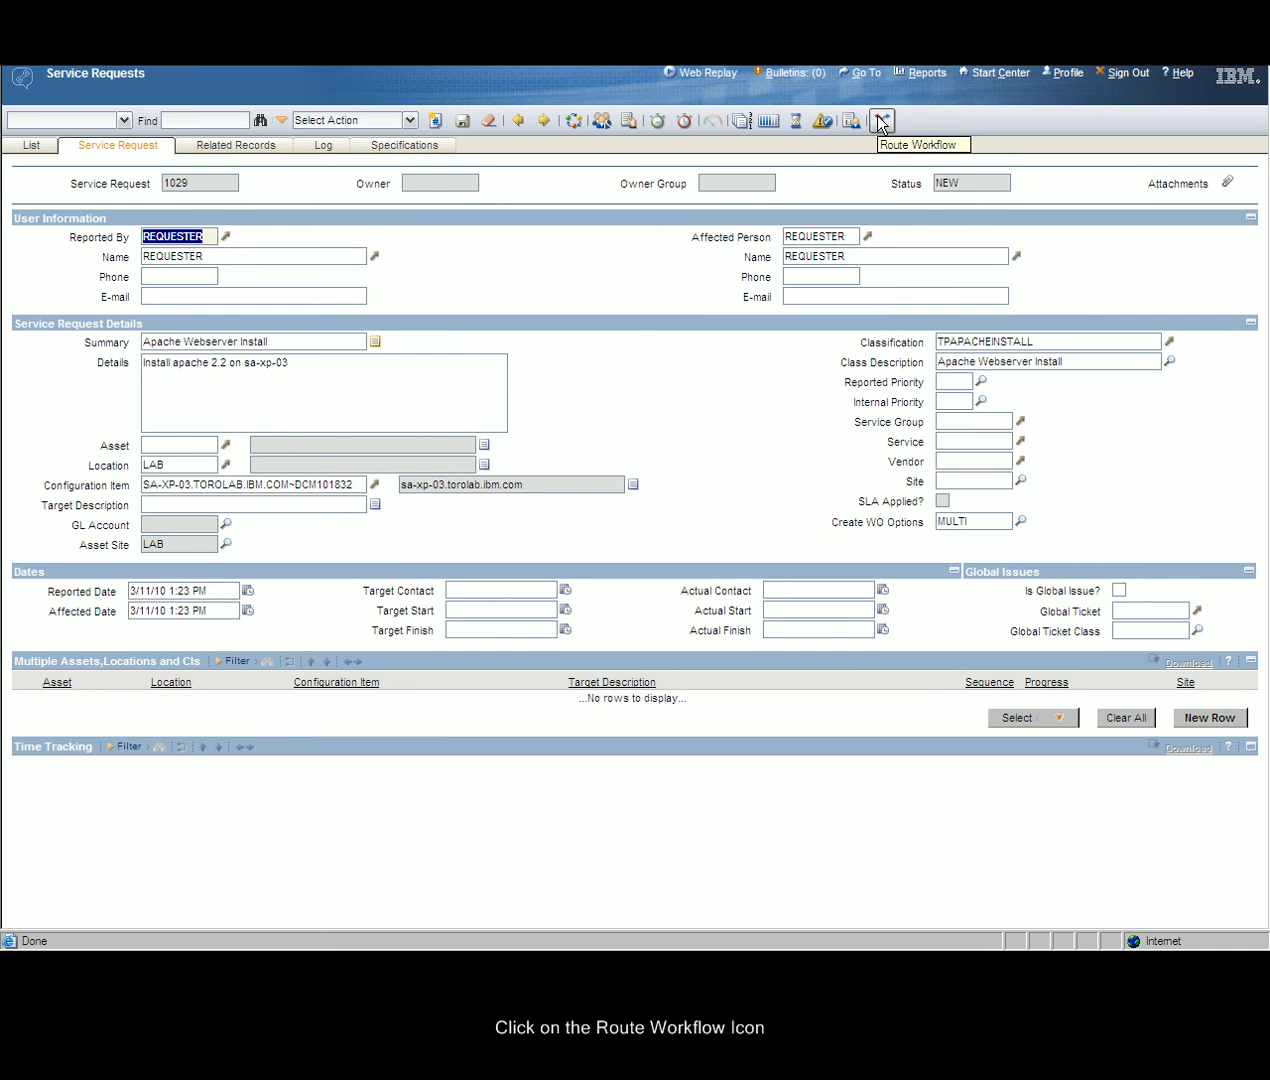 Service Requests
Web Replay Bulletins: (0) Go To Reports Start Center Profile Sign Out ? Help IBM.
Find Select Action
Route Workflow
List Service Request Related Records Log Specifications
Service Request 1029 Owner Owner Group Status NEW Attachments
User Information
Reported By REQUESTER Affected Person REQUESTER
Name REQUESTER Name REQUESTER
Phone Phone
E-mail E-mail
Service Request Details
Summary Apache Webserver Install Classification TPAPACHEINSTALL
Details Install apache 2.2 on sa-xp-03 Class Description Apache Webserver Install
Reported Priority
Internal Priority
Service Group
Asset Service
Location LAB Vendor
Configuration Item SA-XP-03.TOROLAB.IBM.COM~DCM101832 sa-xp-03.torolab.ibm.com Site
Target Description SLA Applied?
GL Account Create WO Options MULTI
Asset Site LAB
Dates Global Issues
Reported Date 3/11/10 1:23 PM Target Contact Actual Contact Is Global Issue?
Affected Date 3/11/10 1:23 PM Target Start Actual Start Global Ticket
Target Finish Actual Finish Global Ticket Class
Multiple Assets,Locations and CIs Filter Download ?
Asset Location Configuration Item Target Description Sequence Progress Site
...No rows to display...
Select Clear All New Row
Time Tracking Filter Download ?
Done Internet
Click on the Route Workflow Icon